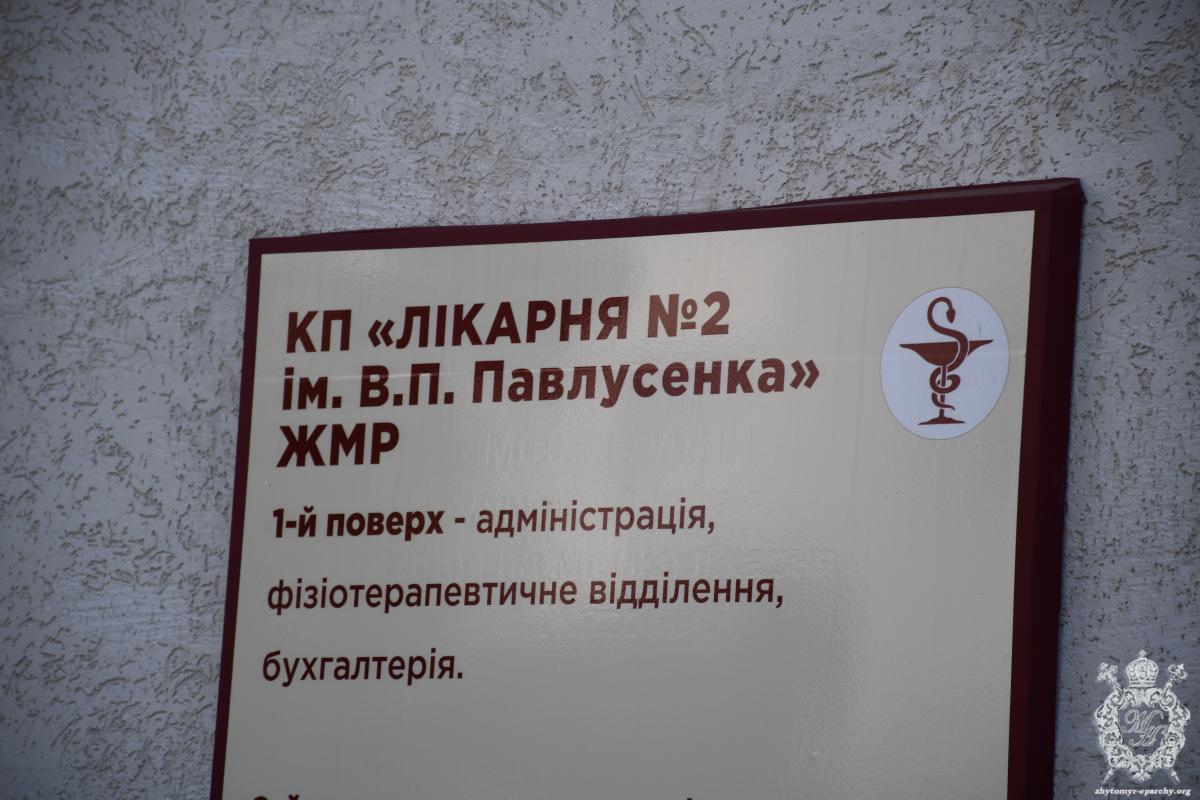 КП «ЛІКАРНЯ №2
ім. В.П. Павлусенка»
ЖМР
1-й поверх - адміністрація,
фізіотерапевтичне відділення,
бухгалтерія.
zhytomyr-eparchy.org